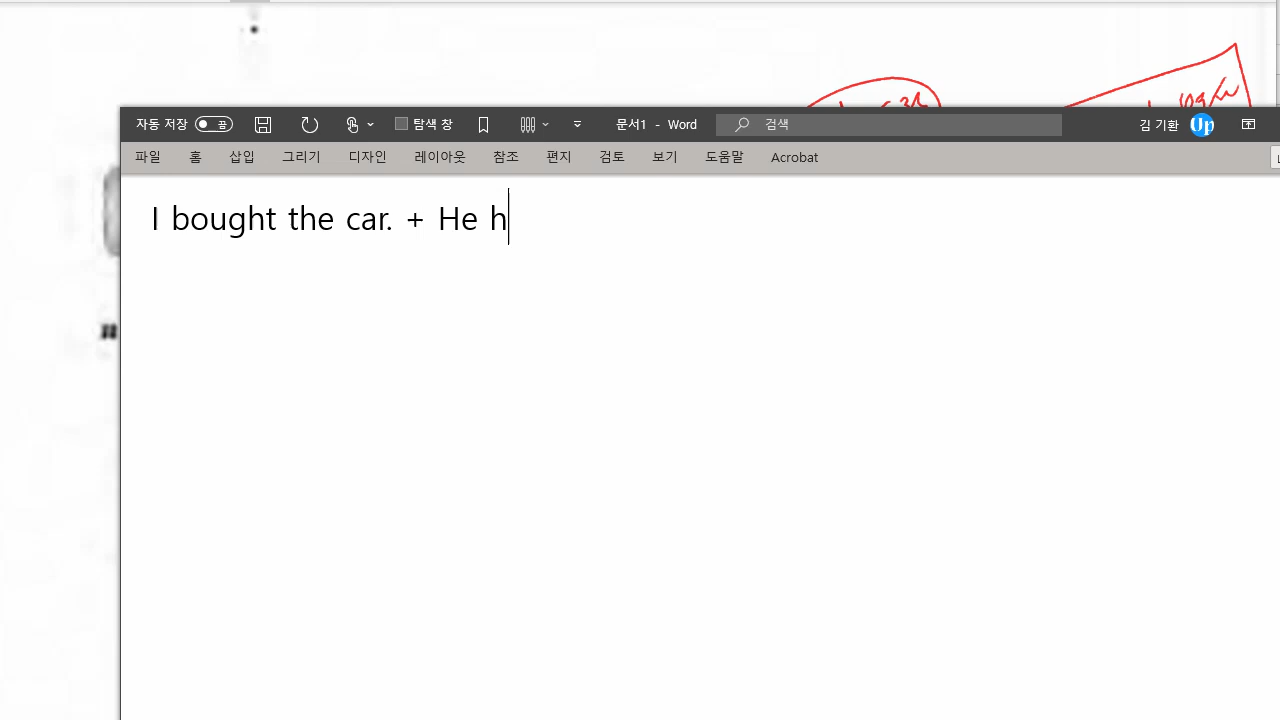 자동 저장 끔 탐색 창 문서1 - Word 검색 김 기환 Up
파일 홈 삽입 그리기 디자인 레이아웃 참조 편지 검토 보기 도움말 Acrobat
I bought the car. + He h